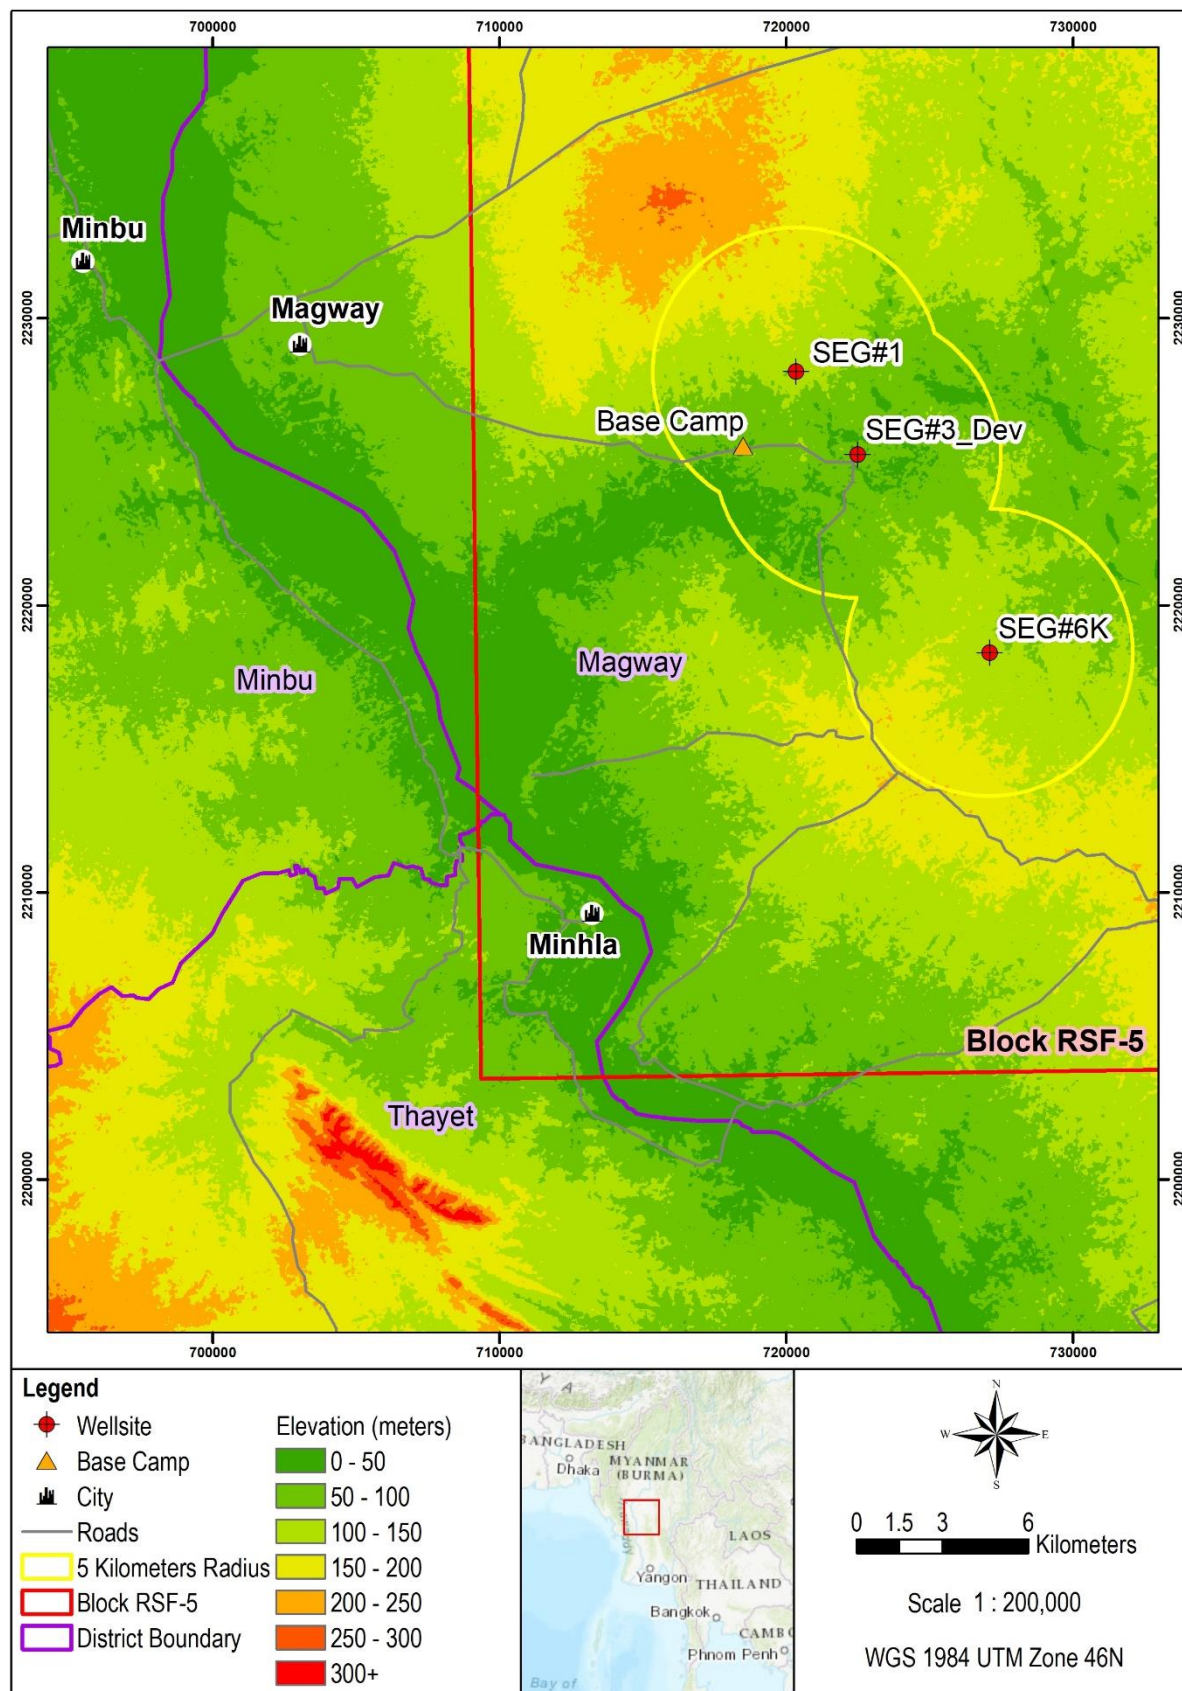 700000 710000 720000 730000
2230000
2220000
2210000
2200000
2230000
2220000
2210000
2200000
Minbu
Magway
SEG#1
Base Camp
SEG#3_Dev
SEG#6K
Minbu
Magway
Minhla
Block RSF-5
Thayet
700000 710000 720000 730000
Legend
Wellsite
Base Camp
City
Roads
5 Kilometers Radius
Block RSF-5
District Boundary
Elevation (meters)
0 - 50
50 - 100
100 - 150
150 - 200
200 - 250
250 - 300
300+
Y A
BANGLADESH
Dhaka
MYANMAR
(BURMA)
LAOS
Yangon
THAILAND
Bangkok
CAMBO
Phnom Penh
Bay of
N
W E
S
0 1.5 3 6
Kilometers
Scale 1 : 200,000
WGS 1984 UTM Zone 46N